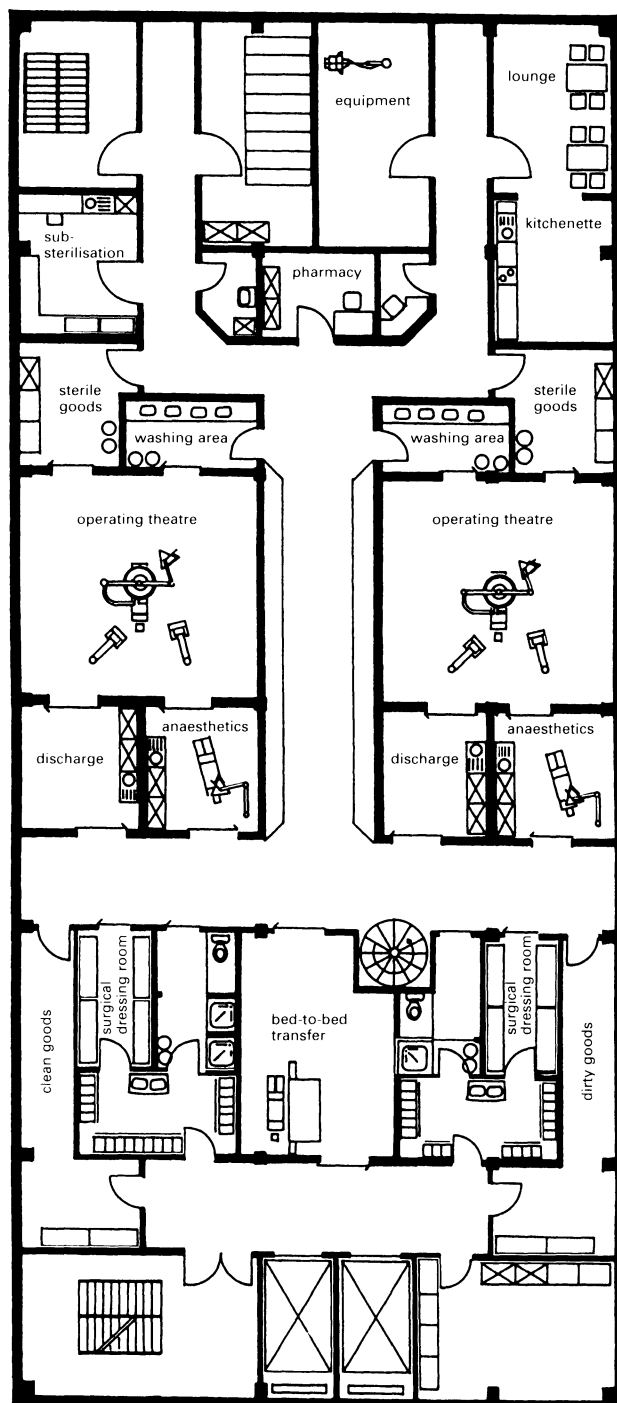 lounge
equipment
kitchenette
sub-
sterilisation
pharmacy
sterile
goods
sterile
goods
washing area
washing area
operating theatre
operating theatre
anaesthetics
anaesthetics
discharge
discharge
clean goods
surgical
dressing room
bed-to-bed
transfer
surgical
dressing room
dirty goods